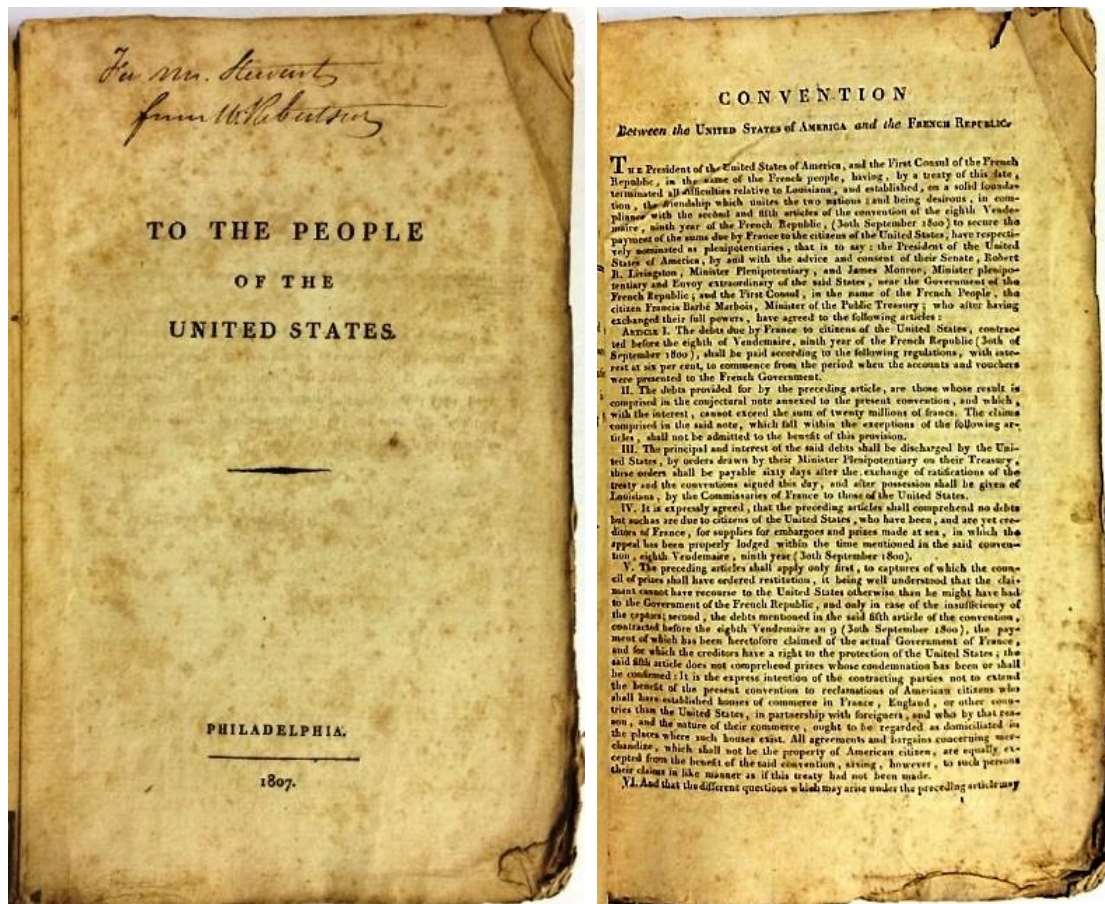 For Mr. Stewart
from W. Robertson
TO THE PEOPLE
OF THE
UNITED STATES.
PHILADELPHIA.
1807.
CONVENTION
Between the UNITED STATES of AMERICA and the FRENCH REPUBLIC.
THE President of the United States of America, and the First Consul of the French
Republic, in the name of the French people, having, by a treaty of this date,
terminated all difficulties relative to Louisiana, and established, on a solid founda-
tion, the friendship which unites the two nations : and being desirous, in com-
pliance with the second and fifth articles of the convention of the eighth Vende-
maire, ninth year of the French Republic, (30th September 1800) to secure the
payment of the sums due by France to the citizens of the United States, have respecti-
vely nominated as plenipotentiaries, that is to say : the President of the United
States of America, by and with the advice and consent of their Senate, Robert
R. Livingston, Minister Plenipotentiary, and James Monroe, Minister plenipo-
tentiary and Envoy extraordinary of the said States, near the Government of the
French Republic ; and the First Consul, in the name of the French People, the
citizen Francis Barbé Marbois, Minister of the Public Treasury ; who after having
exchanged their full powers, have agreed to the following articles :
ARTICLE I. The debts due by France to citizens of the United States, contrac-
ted before the eighth of Vendemaire, ninth year of the French Republic (30th of
September 1800), shall be paid according to the following regulations, with inte-
rest at six per cent, to commence from the period when the accounts and vouchers
were presented to the French Government.
II. The debts provided for by the preceding article, are those whose result is
comprised in the conjectural note annexed to the present convention, and which,
with the interest, cannot exceed the sum of twenty millions of francs. The claims
comprised in the said note, which fall within the exceptions of the following ar-
ticles, shall not be admitted to the benefit of this provision.
III. The principal and interest of the said debts shall be discharged by the Uni-
ted States, by orders drawn by their Minister Plenipotentiary on their Treasury,
these orders shall be payable sixty days after the exchange of ratifications of the
treaty and the conventions signed this day, and after possession shall be given of
Louisiana, by the Commissaries of France to those of the United States.
IV. It is expressly agreed, that the preceding articles shall comprehend no debts
but suchas are due to citizens of the United States, who have been, and are yet cre-
ditors of France, for supplies for embargoes and prizes made at sea, in which the
appeal has been properly lodged within the time mentioned in the said conven-
tion, eighth Vendemaire, ninth year (30th September 1800).
V. The preceding articles shall apply only first, to captures of which the coun-
cil of prizes shall have ordered restitution, it being well understood that the clai-
mant cannot have recourse to the United States otherwise than he might have had
to the Government of the French Republic, and only in case of the insufficiency of
the captors; second, the debts mentioned in the said fifth article of the convention,
contracted before the eighth Vendemaire an 9 (30th September 1800), the pay-
ment of which has been heretofore claimed of the actual Government of France,
and for which the creditors have a right to the protection of the United States ; the
said fifth article does not comprehend prizes whose condemnation has been or shall
be confirmed : It is the express intention of the contracting parties not to extend
the benefit of the present convention to reclamations of American citizens who
shall have established houses of commerce in France, England, or other coun-
tries than the United States, in partnership with foreigners, and who by that rea-
son, and the nature of their commerce, ought to be regarded as domiciliated in
the places where such houses exist. All agreements and bargains concerning mer-
chandize, which shall not be the property of American citizen, are equally ex-
cepted from the benefit of the said convention, saving, however, to such persons
their claims in like manner as if this treaty had not been made.
VI. And that the different questions which may arise under the preceding article may